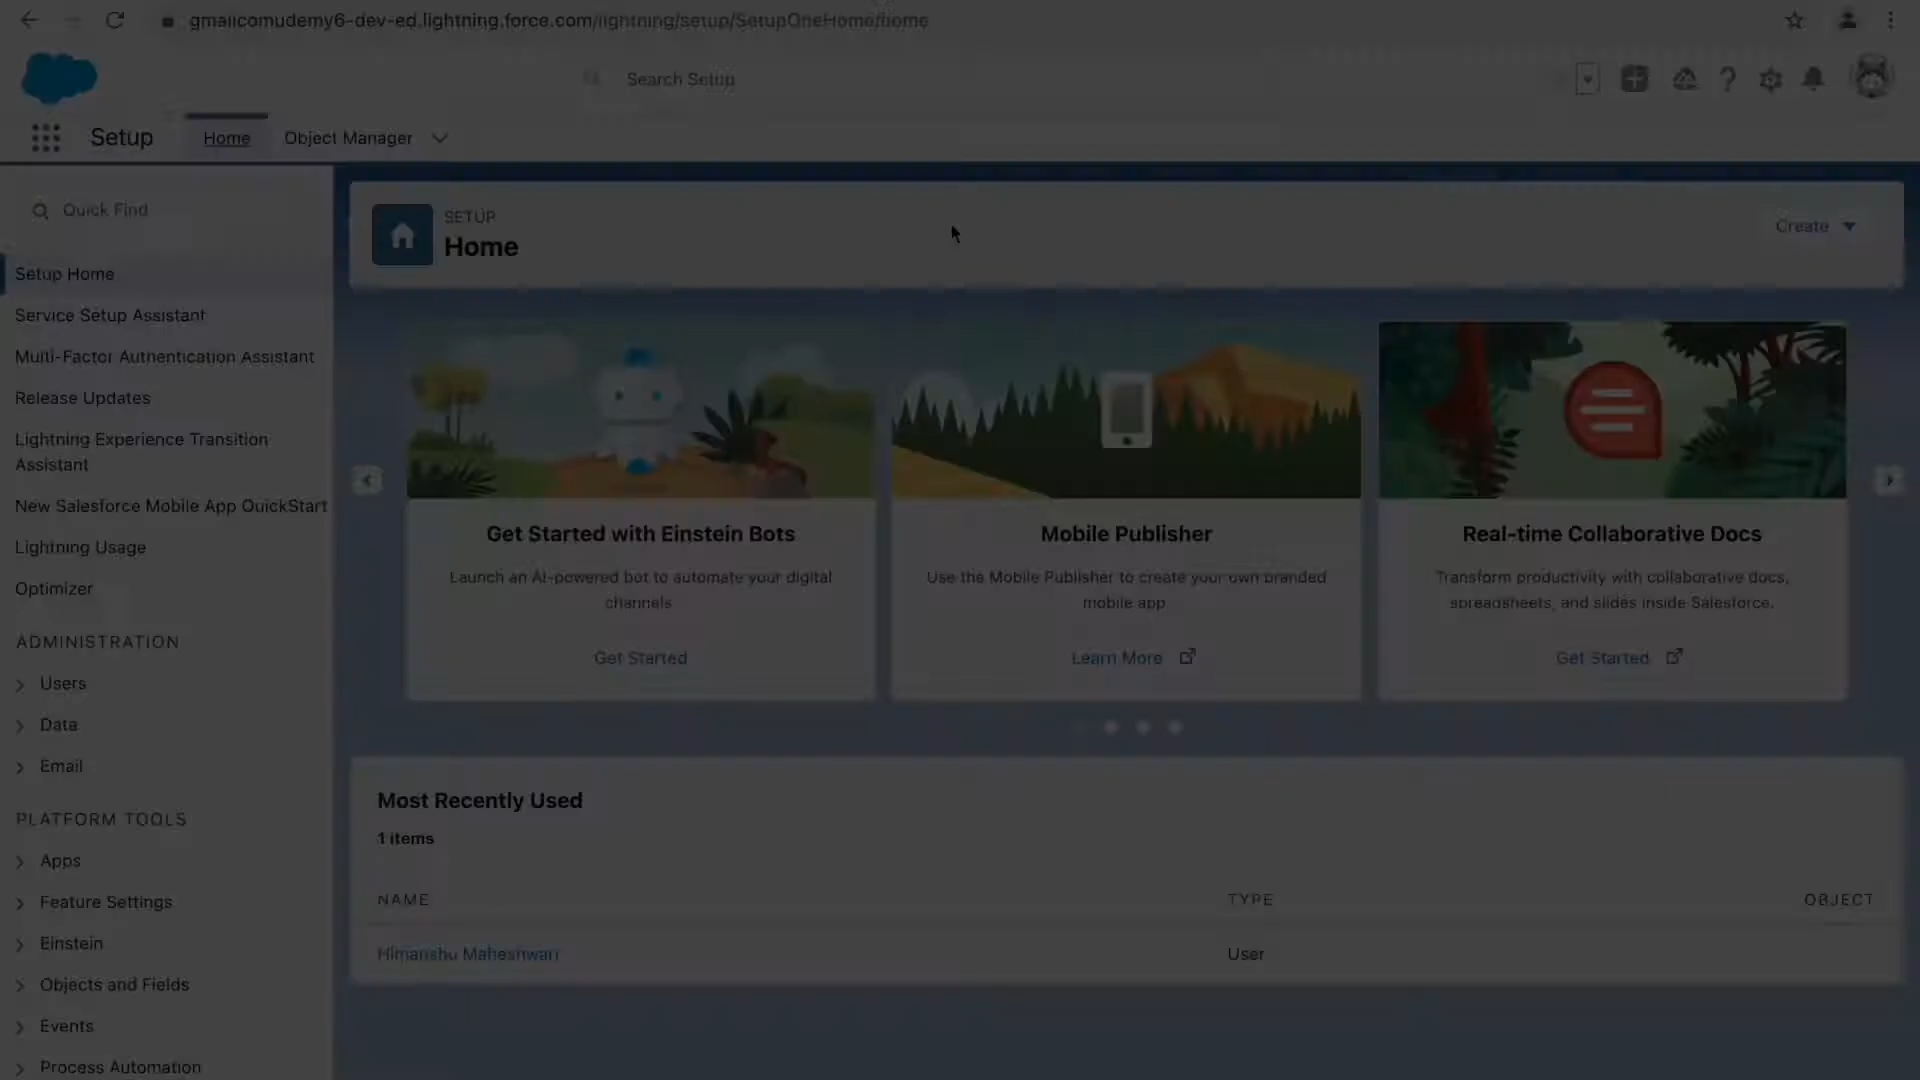 gmailcomudemy6-dev-ed.lightning.force.com/lightning/setup/SetupOneHome/home
Search Setup
Setup
Home
Object Manager
Quick Find
Setup Home
Service Setup Assistant
Multi-Factor Authentication Assistant
Release Updates
Lightning Experience Transition
Assistant
New Salesforce Mobile App QuickStart
Lightning Usage
Optimizer
ADMINISTRATION
Users
Data
Email
PLATFORM TOOLS
Apps
Feature Settings
Einstein
Objects and Fields
Events
Process Automation
SETUP
Home
Create
Get Started with Einstein Bots
Launch an AI-powered bot to automate your digital
channels
Get Started
Mobile Publisher
Use the Mobile Publisher to create your own branded
mobile app
Learn More
Real-time Collaborative Docs
Transform productivity with collaborative docs,
spreadsheets, and slides inside Salesforce.
Get Started
Most Recently Used
1 items
NAME TYPE OBJECT
Himanshu Maheshwari User